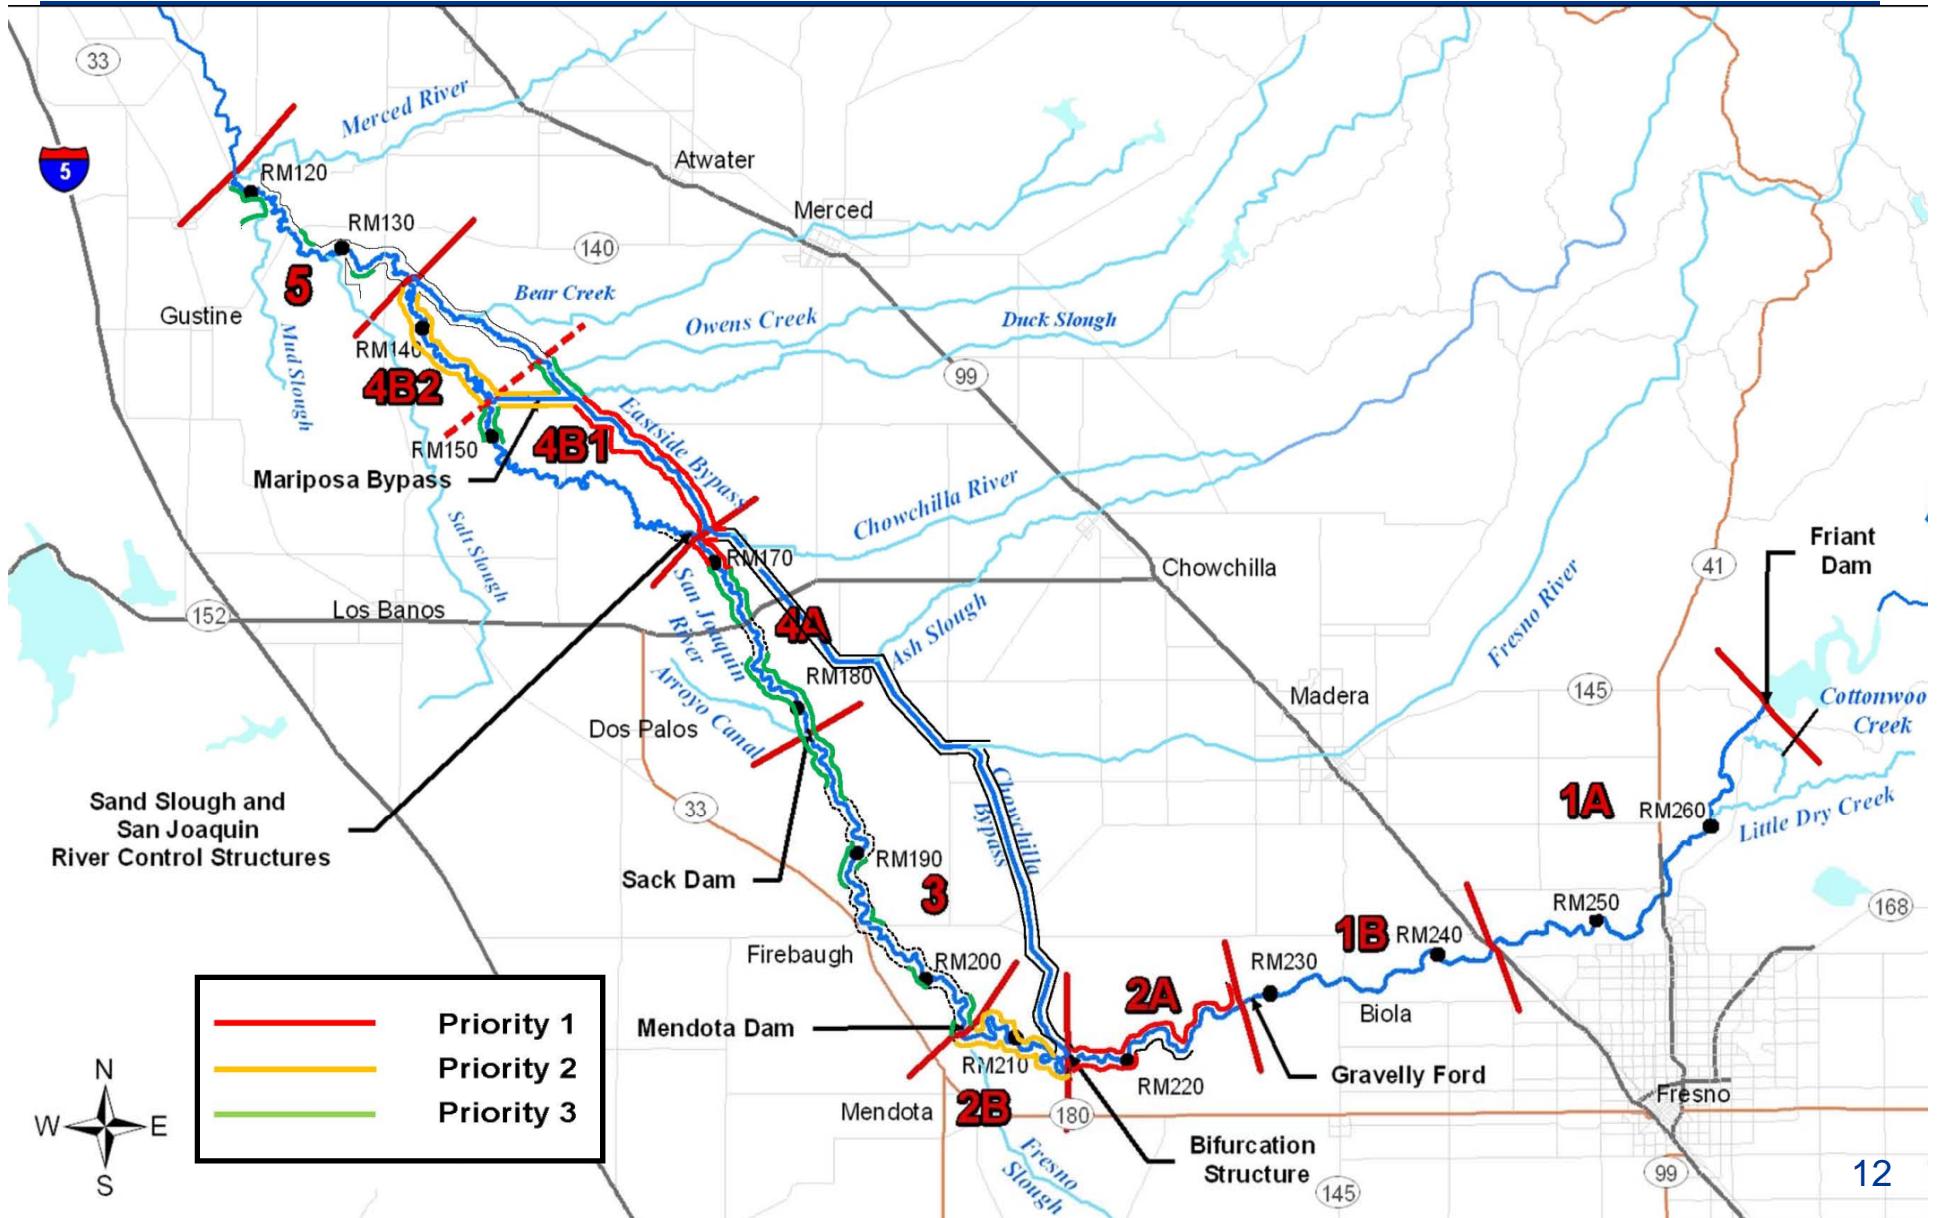 33
Merced River
5
RM120
Atwater
RM130
Merced
140
5
Bear Creek
Gustine
Owens Creek
Duck Slough
Mud Slough
RM140
99
4B2
Eastside Bypass
4B1
RM150
Mariposa Bypass
Chowchilla River
Salt Slough
RM170
Chowchilla
Friant
Dam
41
152
Los Banos
San Joaquin
River
4A
Ash Slough
Fresno River
RM180
Arroyo Canal
Madera
145
Cottonwoo
Creek
Dos Palos
Sand Slough and
San Joaquin
River Control Structures
33
Chowchilla
Bypass
1A
RM260
Little Dry Creek
Sack Dam
RM190
3
RM250
168
1B
RM240
Firebaugh
RM200
RM230
2A
Biola
Priority 1
Priority 2
Priority 3
Mendota Dam
RM210
RM220
Gravelly Ford
Fresno
Mendota
2B
180
Bifurcation
Structure
Fresno
Slough
145
99
12
N
W
E
S